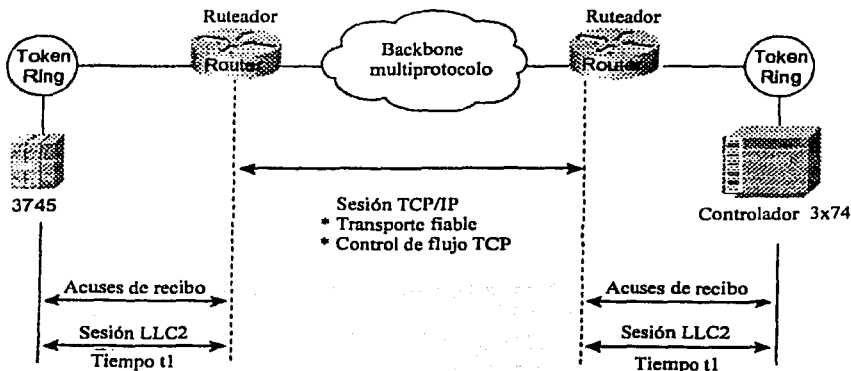 Ruteador
Ruteador
Token
Ring
Router
Backbone
multiprotocolo
Router
Token
Ring
3745
Sesión TCP/IP
* Transporte fiable
* Control de flujo TCP
Controlador 3x74
Acuses de recibo
Acuses de recibo
Sesión LLC2
Sesión LLC2
Tiempo t1
Tiempo t1